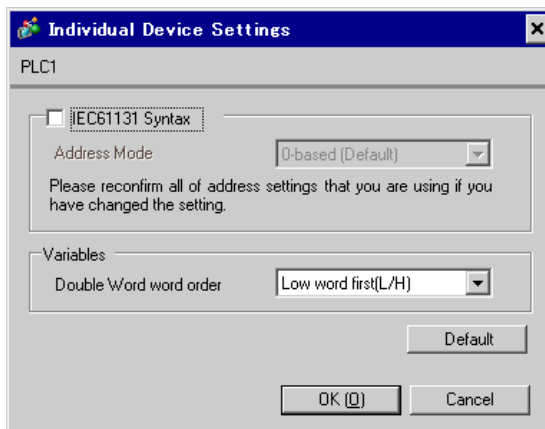 Individual Device Settings
PLC1
IEC61131 Syntax
Address Mode 0-based (Default)
Please reconfirm all of address settings that you are using if you
have changed the setting.
Variables
Double Word word order Low word first(L/H)
Default
OK (O) Cancel